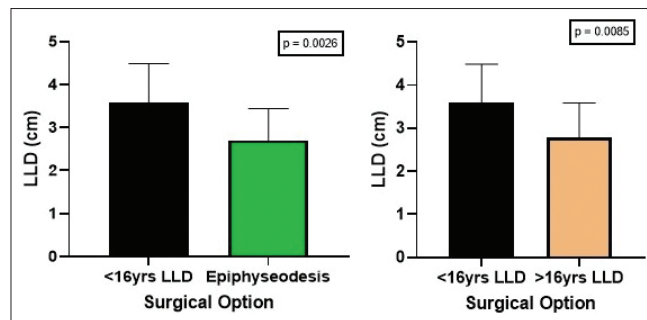 p = 0.0026
5
4
3
2
1
0
LLD (cm)
<16yrs LLD Epiphyseodesis
Surgical Option
p = 0.0085
5
4
3
2
1
0
LLD (cm)
<16yrs LLD >16yrs LLD
Surgical Option